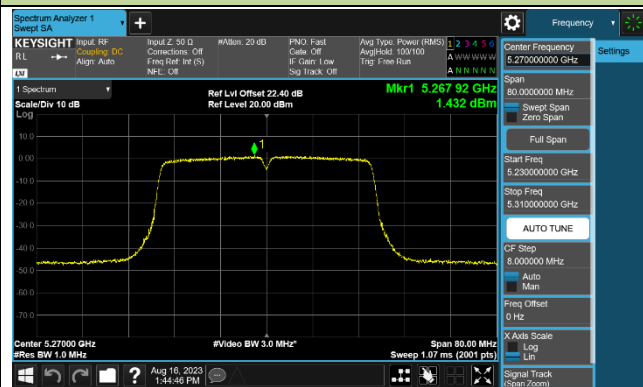 Spectrum Analyzer 1
Swept SA
Frequency
KEYSIGHT
Input: RF
Coupling: DC
Align: Auto
Input Z: 50 Ω
Corrections: Off
Freq Ref: Int (S)
NFE: Off
#Atten: 20 dB
PNO: Fast
Gate: Off
IF Gain: Low
Sig Track: Off
Avg Type: Power (RMS)
Avg|Hold: 100/100
Trig: Free Run
1 2 3 4 5 6
A W W W W W
A N N N N N
RL
LXI
1 Spectrum
Scale/Div 10 dB
Log
Ref Lvl Offset 22.40 dB
Ref Level 20.00 dBm
Mkr1 5.267 92 GHz
1.432 dBm
1
10.0
0.00
-10.0
-20.0
-30.0
-40.0
-50.0
-60.0
-70.0
Center 5.27000 GHz
#Res BW 1.0 MHz
#Video BW 3.0 MHz*
Span 80.00 MHz
Sweep 1.07 ms (2001 pts)
Center Frequency
5.270000000 GHz
Settings
Span
80.0000000 MHz
Swept Span
Zero Span
Full Span
Start Freq
5.230000000 GHz
Stop Freq
5.310000000 GHz
AUTO TUNE
CF Step
8.000000 MHz
Auto
Man
Freq Offset
0 Hz
X Axis Scale
Log
Lin
Signal Track
(Span Zoom)
Aug 16, 2023
1:44:46 PM